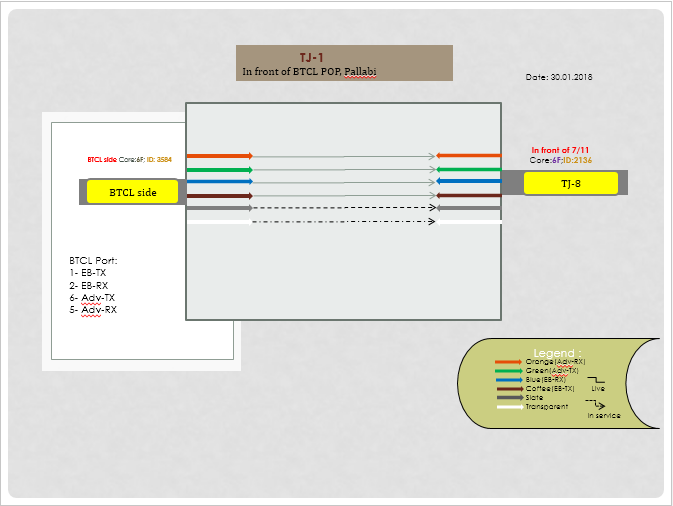 TJ-1
In front of BTCL POP, Pallabi
Date: 30.01.2018
BTCL side Core:6F; ID: 3584
BTCL side
In front of 7/11
Core:6F;ID:2136
TJ-8
BTCL Port:
1- EB-TX
2- EB-RX
6- Adv-TX
5- Adv-RX
Legend :
Orange(Adv-RX)
Green(Adv-TX)
Blue(EB-RX)
Coffee(EB-TX)
Slate
Transparent
Live
In service